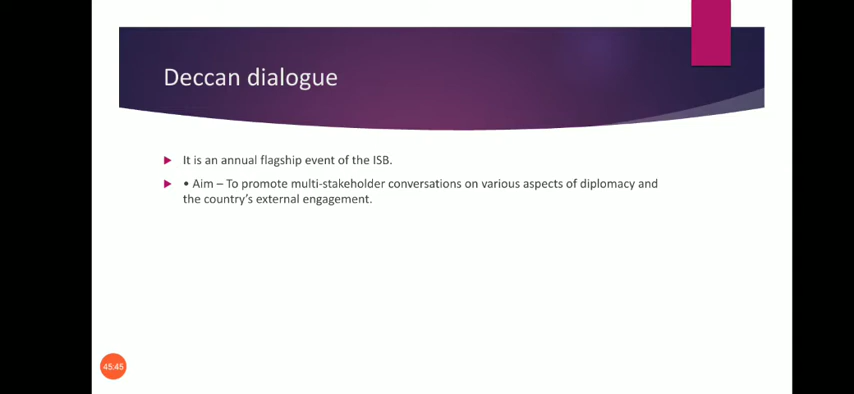 Deccan dialogue
It is an annual flagship event of the ISB.
• Aim – To promote multi-stakeholder conversations on various aspects of diplomacy and
the country's external engagement.
45:45